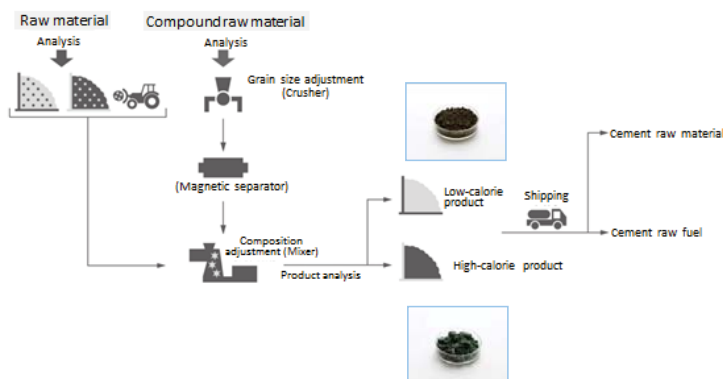 Raw material
Compound raw material
Analysis
Analysis
Grain size adjustment
(Crusher)
Cement raw material
(Magnetic separator)
Low-calorie
product
Shipping
Cement raw fuel
Composition
adjustment (Mixer)
Product analysis
High-calorie product